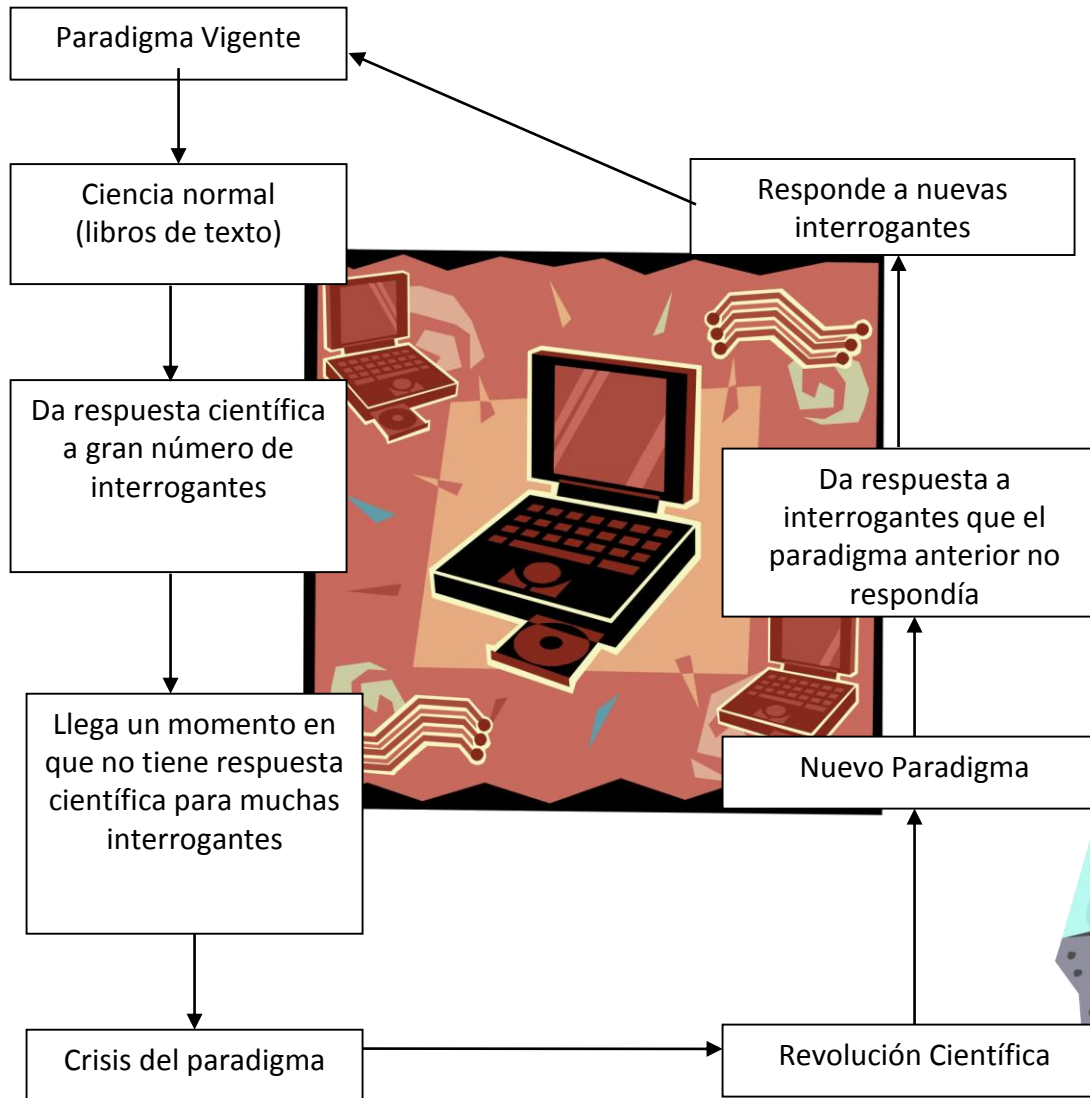 Paradigma Vigente
Ciencia normal
(libros de texto)
Da respuesta científica
a gran número de
interrogantes
Llega un momento en
que no tiene respuesta
científica para muchas
interrogantes
Crisis del paradigma
Revolución Científica
Nuevo Paradigma
Da respuesta a
interrogantes que el
paradigma anterior no
respondía
Responde a nuevas
interrogantes